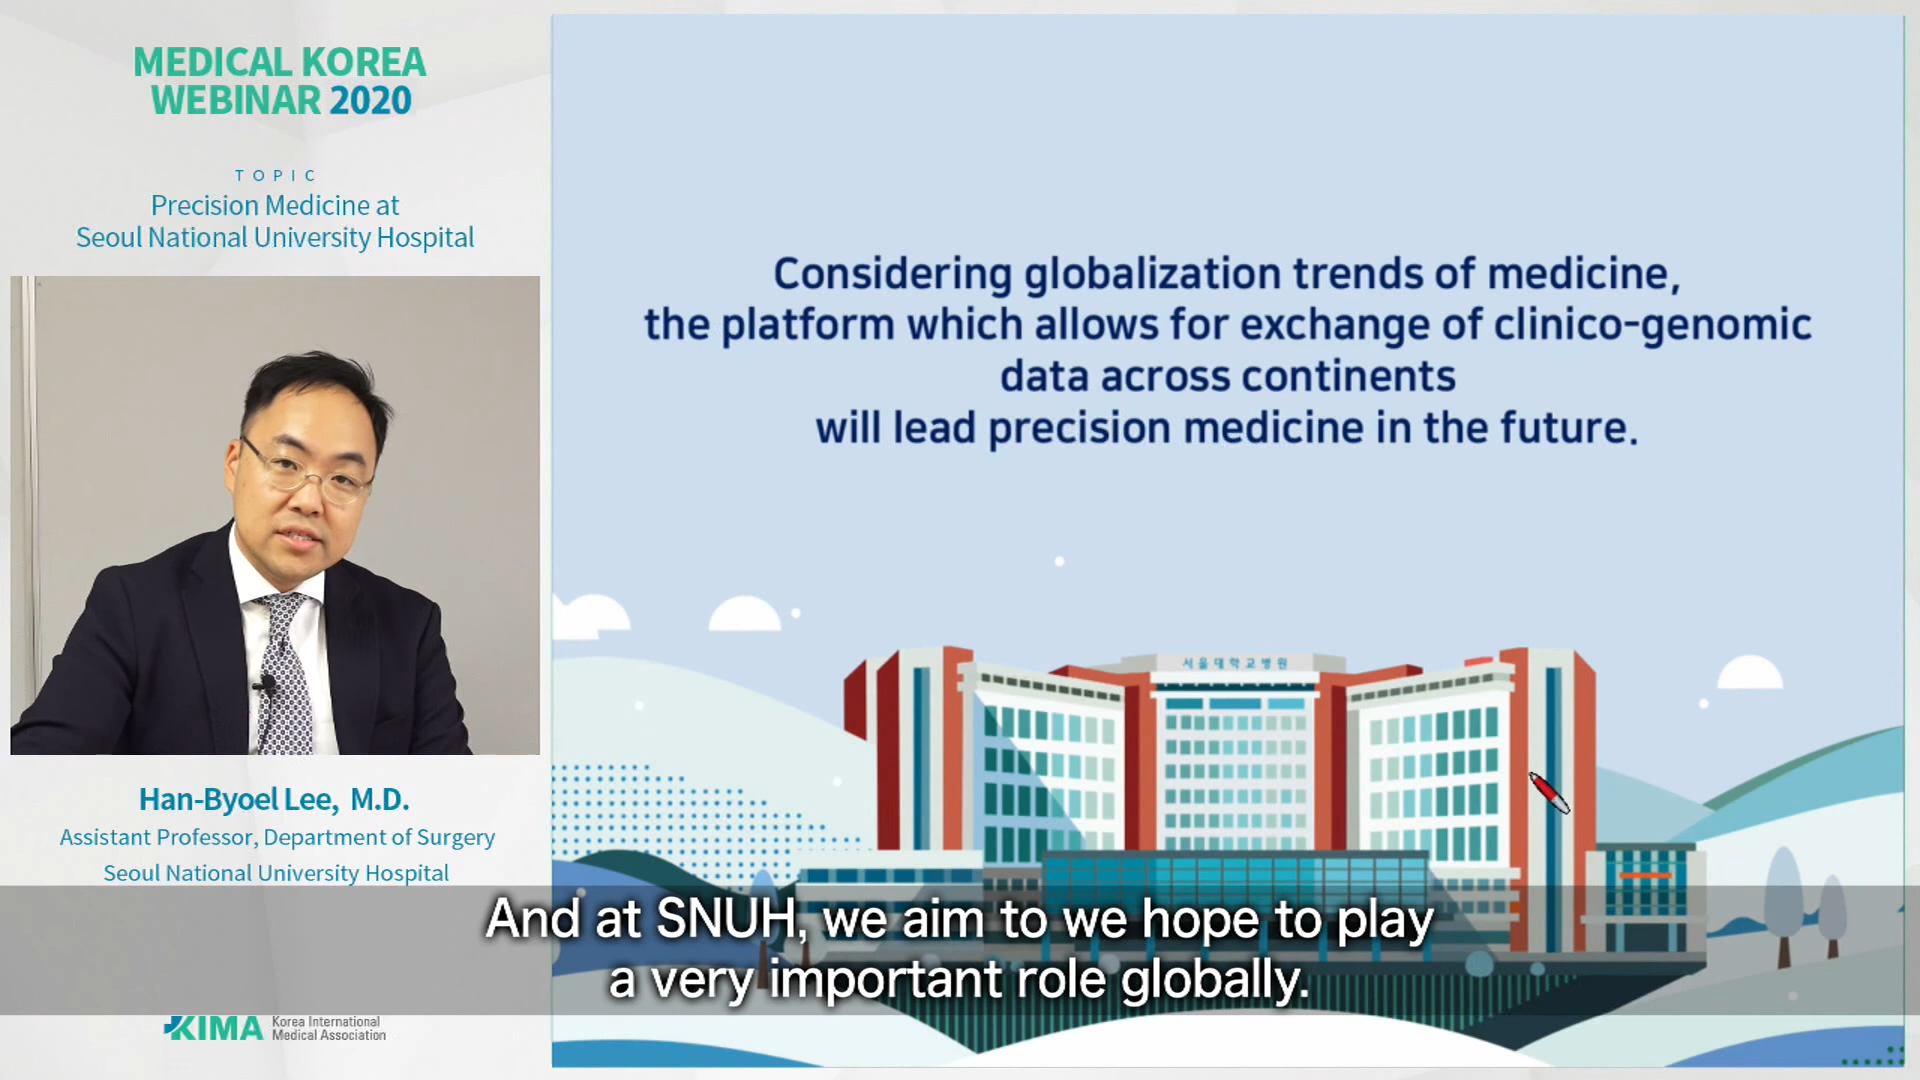 MEDICAL KOREA
WEBINAR 2020
TOPIC
Precision Medicine at
Seoul National University Hospital
Han-Byoel Lee, M.D.
Assistant Professor, Department of Surgery
Seoul National University Hospital
KIMA Korea International
Medical Association
Considering globalization trends of medicine,
the platform which allows for exchange of clinico-genomic
data across continents
will lead precision medicine in the future.
서울대학교병원
And at SNUH, we aim to we hope to play
a very important role globally.